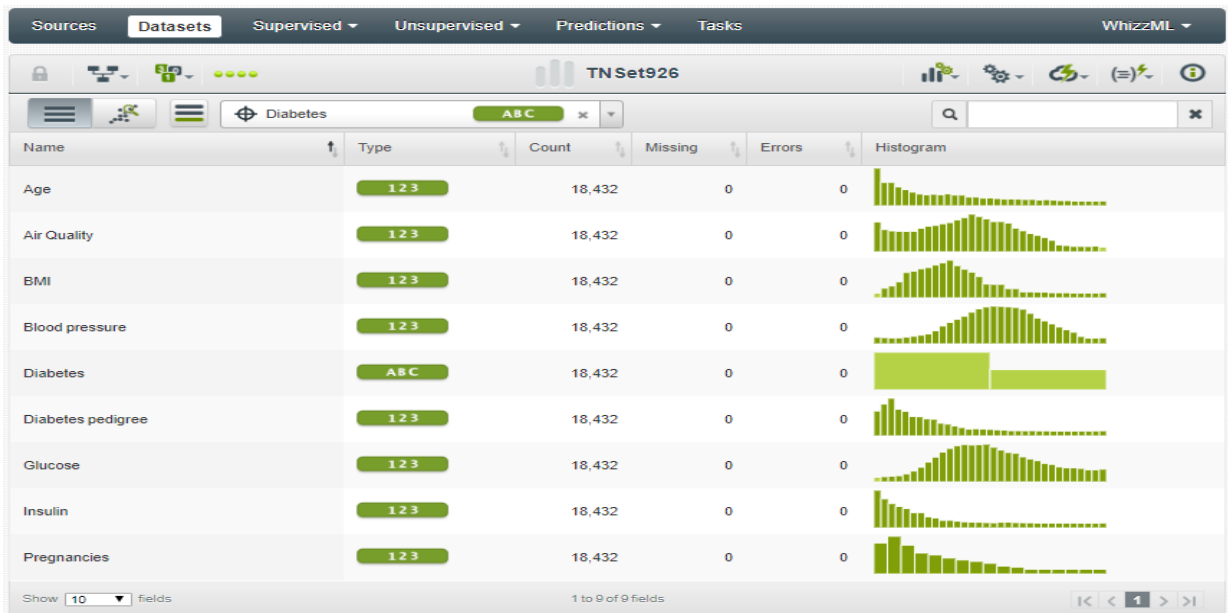 Sources Datasets Supervised Unsupervised Predictions Tasks WhizzML
TNSet926
Diabetes ABC
Name Type Count Missing Errors Histogram
Age 123 18,432 0 0
Air Quality 123 18,432 0 0
BMI 123 18,432 0 0
Blood pressure 123 18,432 0 0
Diabetes ABC 18,432 0 0
Diabetes pedigree 123 18,432 0 0
Glucose 123 18,432 0 0
Insulin 123 18,432 0 0
Pregnancies 123 18,432 0 0
Show 10 fields 1 to 9 of 9 fields 1